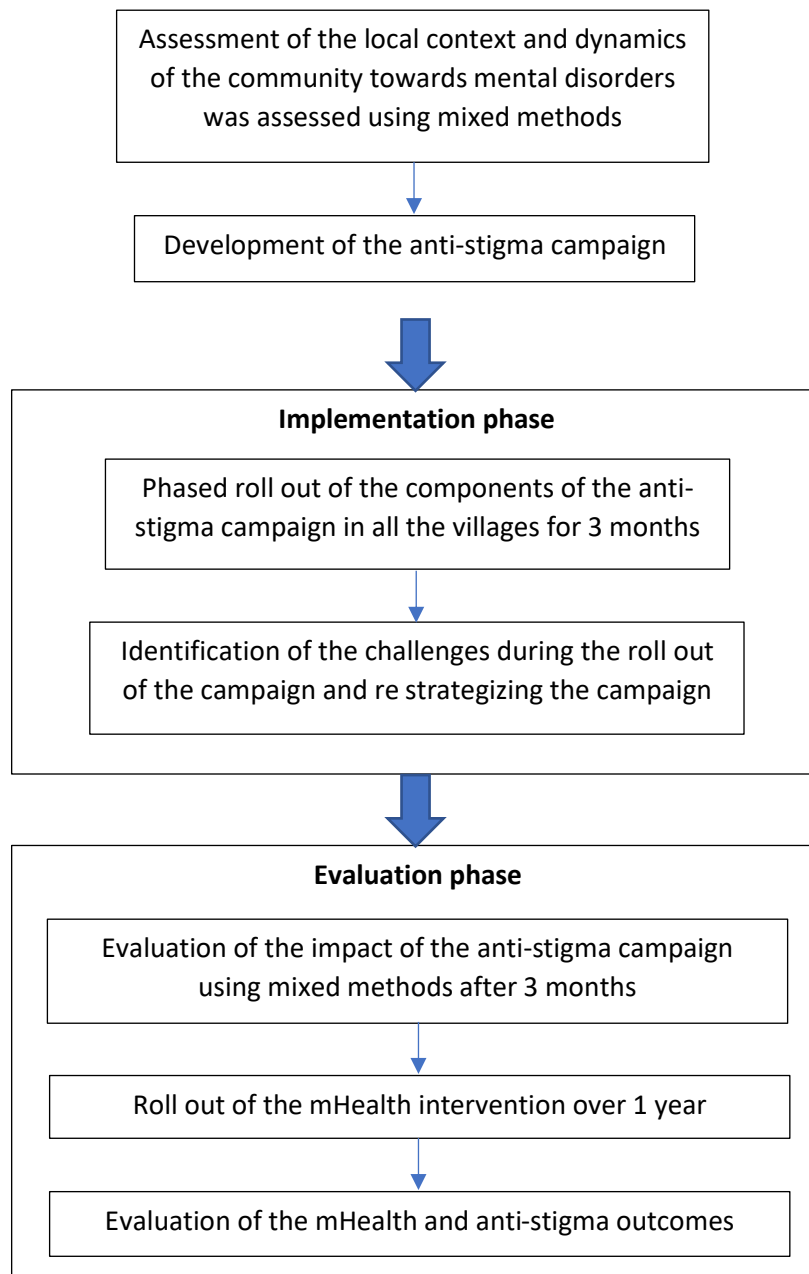 Assessment of the local context and dynamics
of the community towards mental disorders
was assessed using mixed methods
Development of the anti-stigma campaign
Implementation phase
Phased roll out of the components of the anti-
stigma campaign in all the villages for 3 months
Identification of the challenges during the roll out
of the campaign and re strategizing the campaign
Evaluation phase
Evaluation of the impact of the anti-stigma campaign
using mixed methods after 3 months
Roll out of the mHealth intervention over 1 year
Evaluation of the mHealth and anti-stigma outcomes